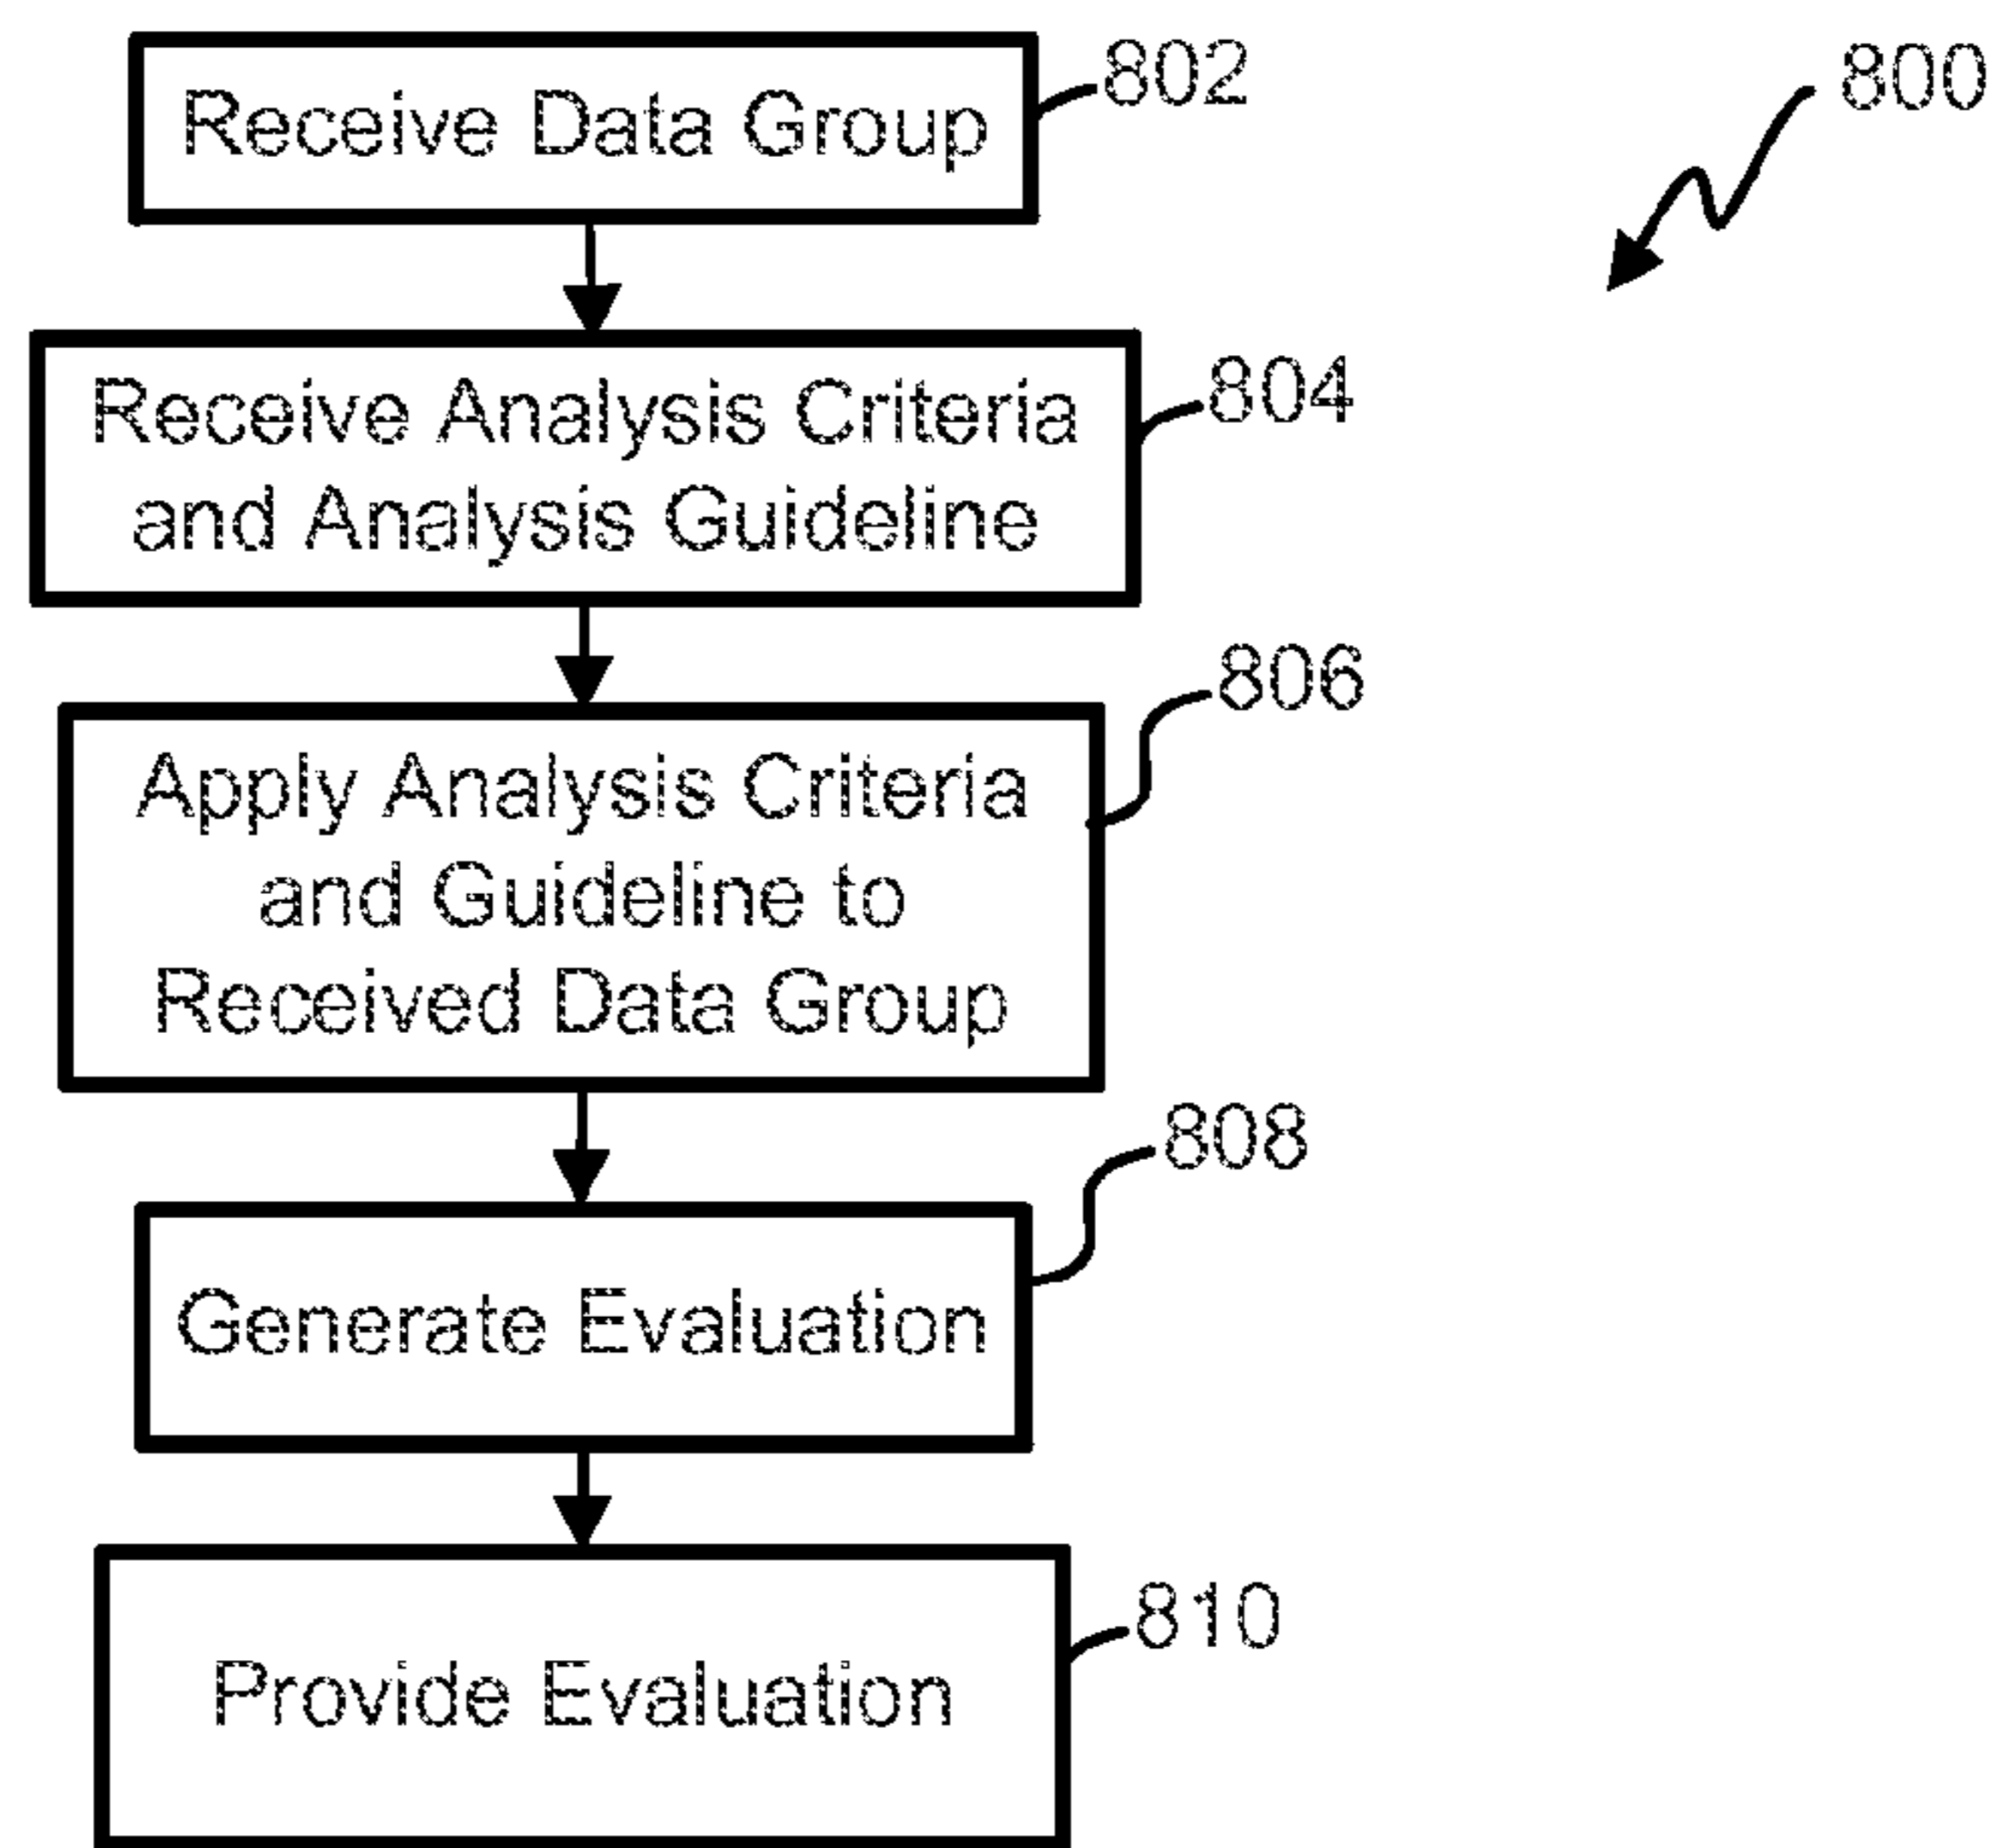 Receive Data Group
802
800
Receive Analysis Criteria
and Analysis Guideline
804
Apply Analysis Criteria
and Guideline to
Received Data Group
806
Generate Evaluation
808
Provide Evaluation
810